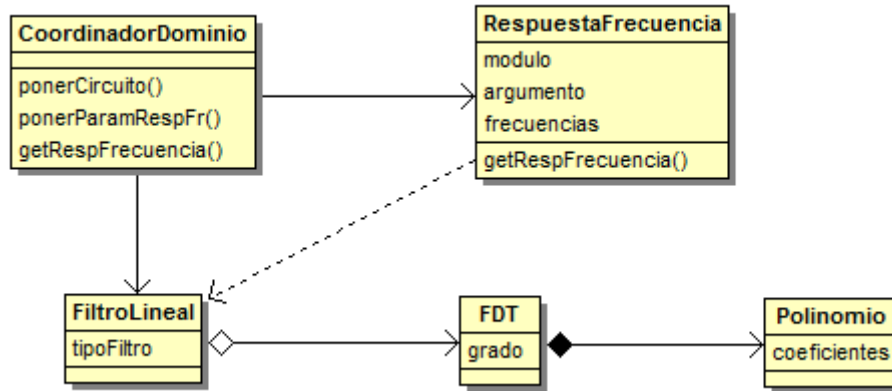 CoordinadorDominio
ponerCircuito()
ponerParamRespFr()
getRespFrecuencia()
RespuestaFrecuencia
modulo
argumento
frecuencias
getRespFrecuencia()
FiltroLineal
tipoFiltro
FDT
grado
Polinomio
coeficientes